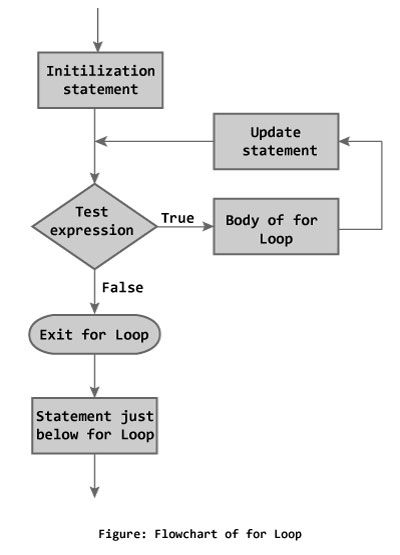 Initilization
statement
Update
statement
Test
expression
True
Body of for
Loop
False
Exit for Loop
Statement just
below for Loop
Figure: Flowchart of for Loop